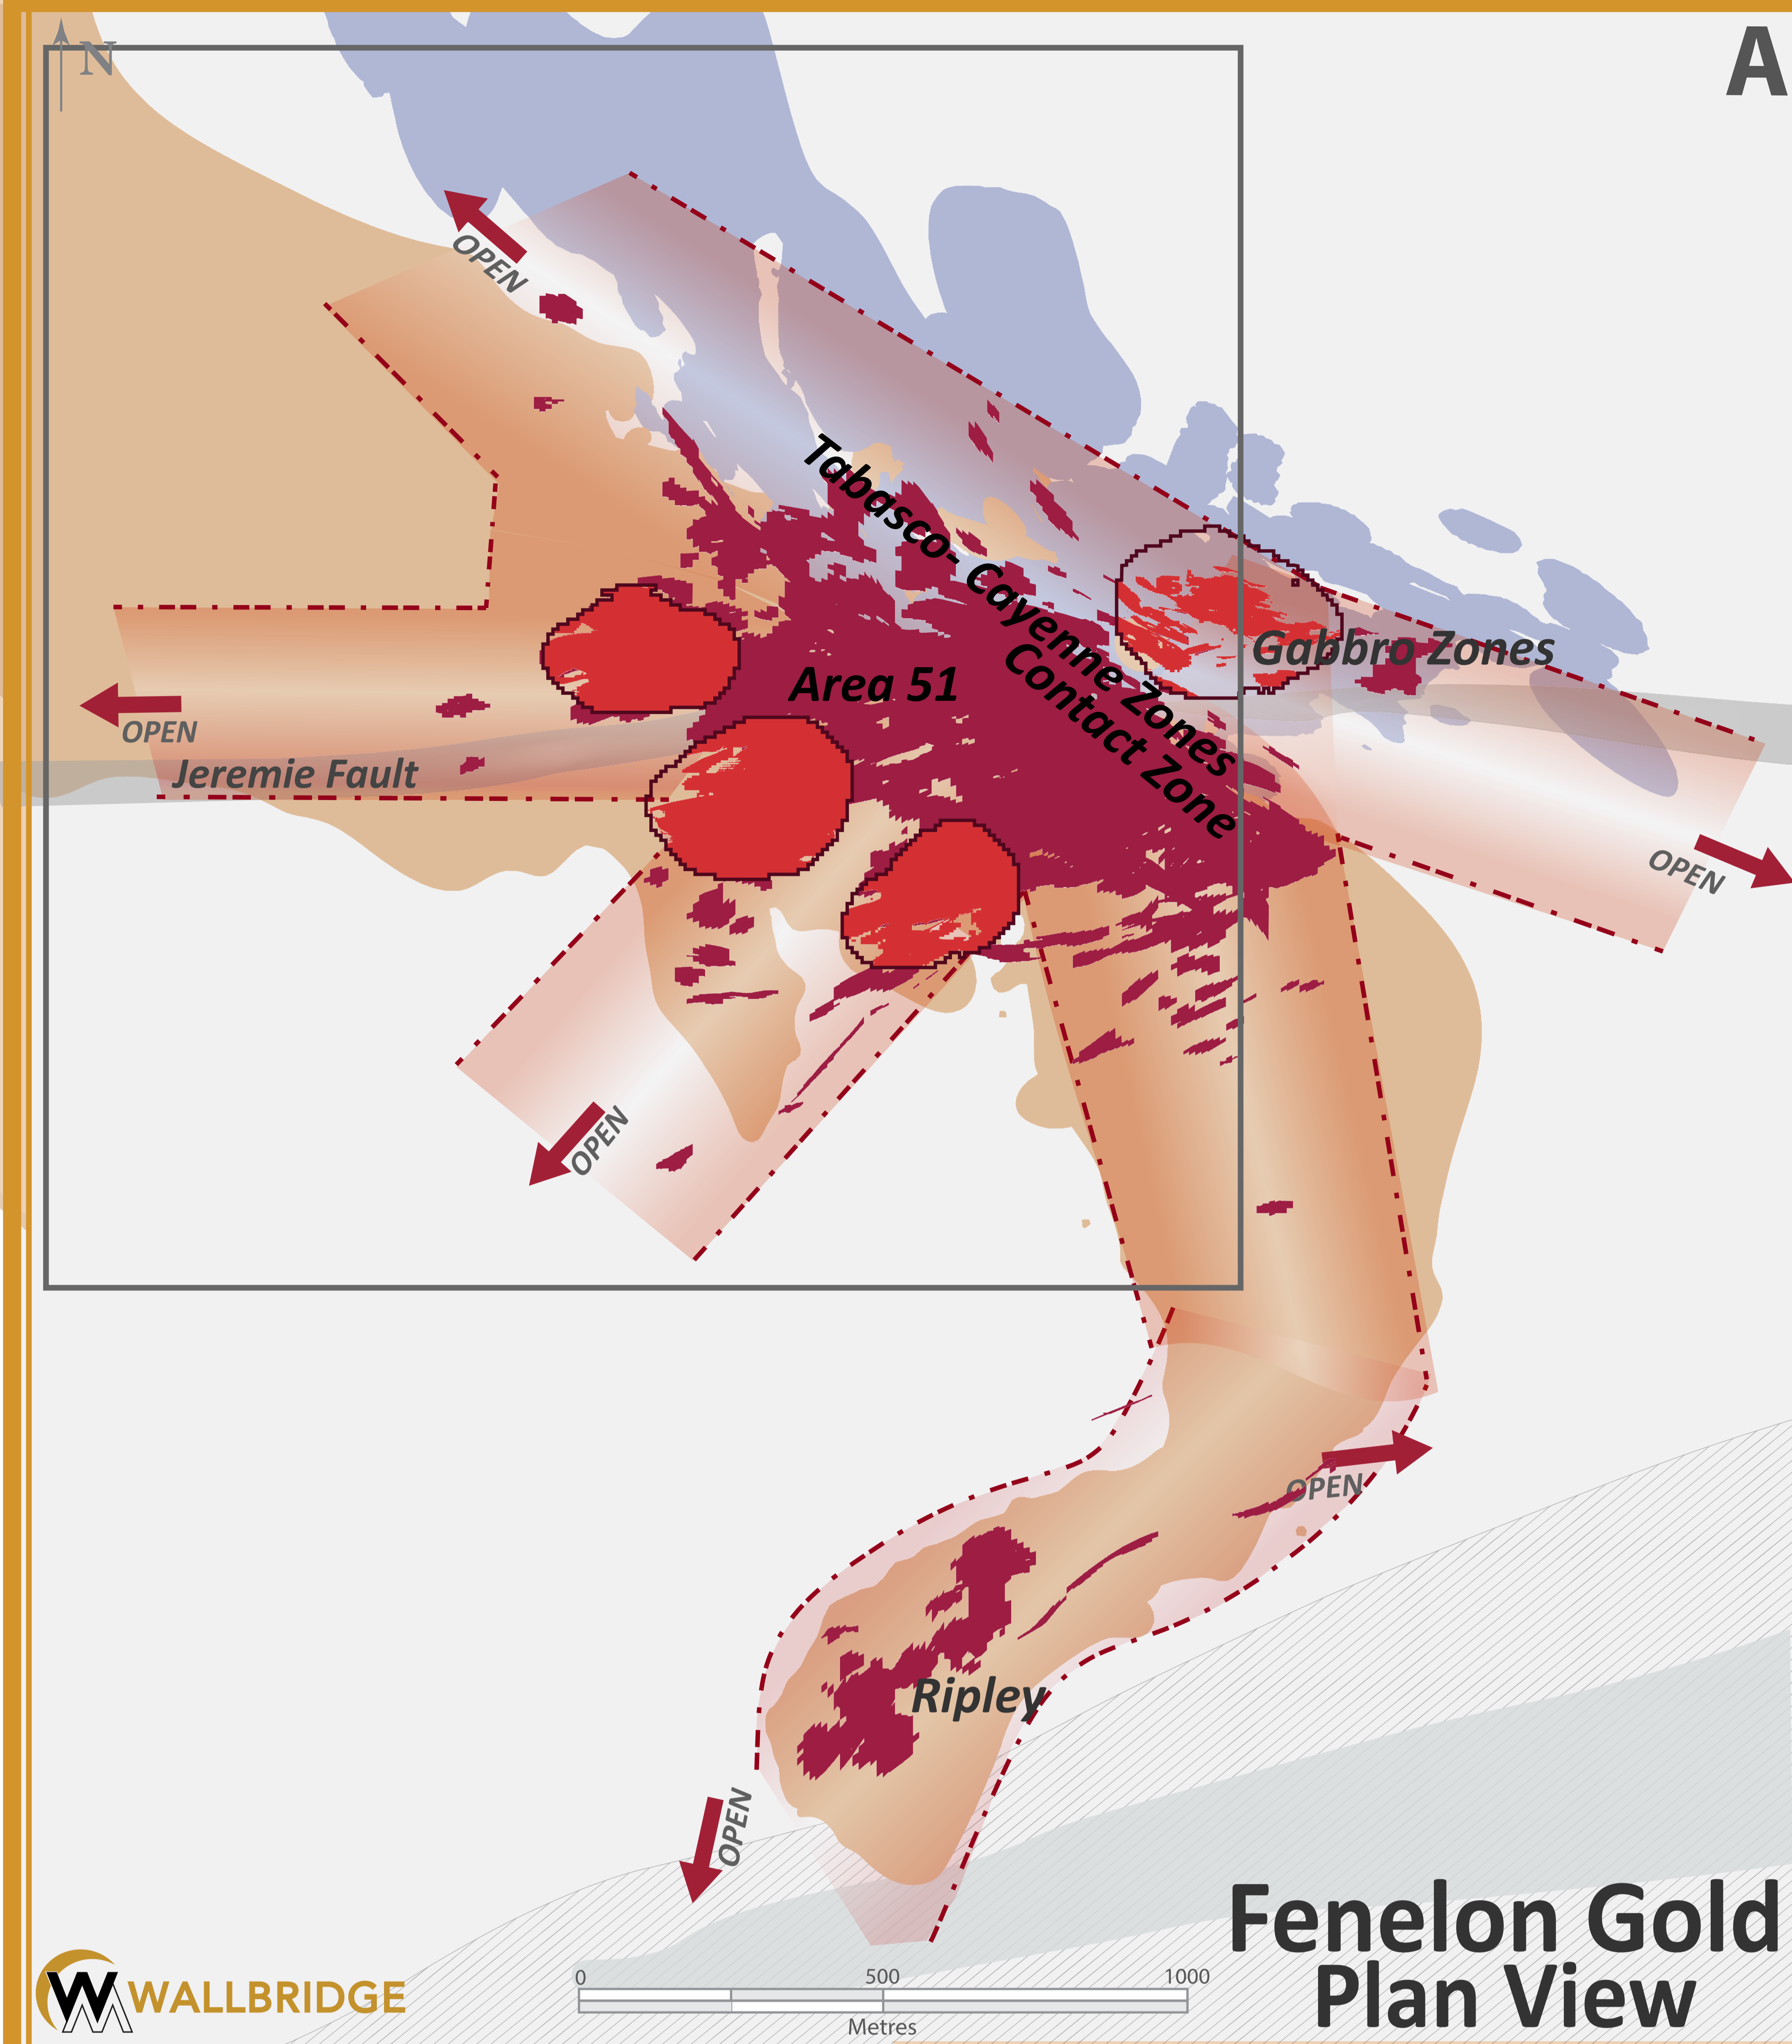 A
N
OPEN
Tabasco- Cayenne Zones
Contact Zone
Gabbro Zones
Area 51
OPEN
Jeremie Fault
OPEN
OPEN
OPEN
Ripley
OPEN
Fenelon Gold
Plan View
WALLBRIDGE
0 500 1000
Metres